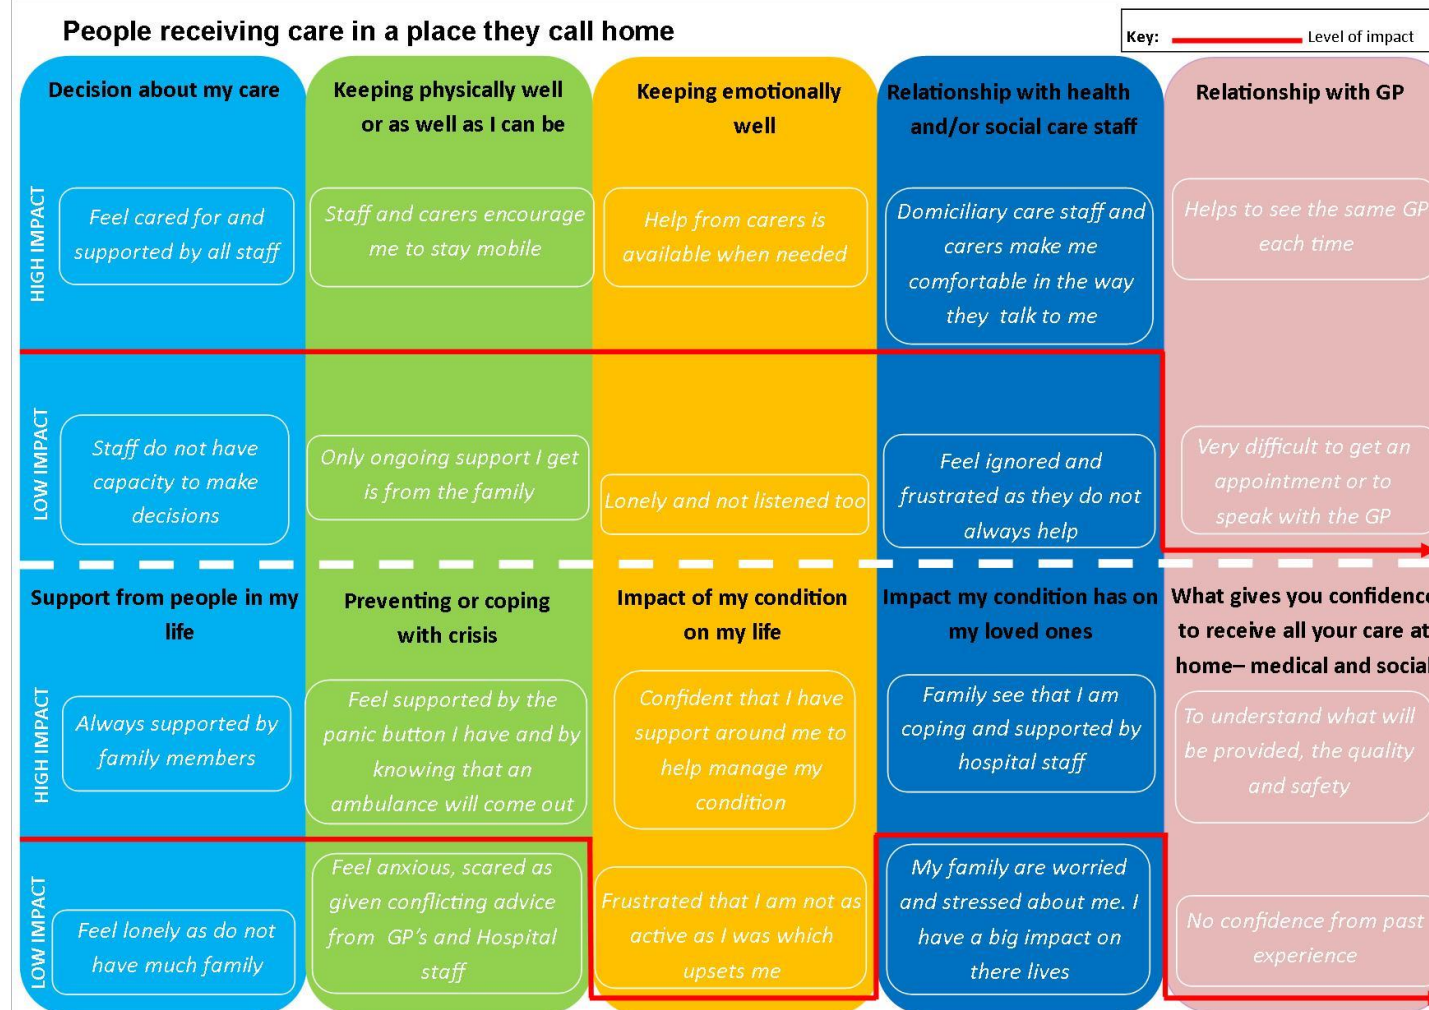 People receiving care in a place they call home
Key: Level of impact
Decision about my care
Keeping physically well
or as well as I can be
Keeping emotionally
well
Relationship with health
and/or social care staff
Relationship with GP
HIGH IMPACT
Feel cared for and
supported by all staff
Staff and carers encourage
me to stay mobile
Help from carers is
available when needed
Domiciliary care staff and
carers make me
comfortable in the way
they talk to me
Helps to see the same GP
each time
LOW IMPACT
Staff do not have
capacity to make
decisions
Only ongoing support I get
is from the family
Lonely and not listened too
Feel ignored and
frustrated as they do not
always help
Very difficult to get an
appointment or to
speak with the GP
Support from people in my
life
Preventing or coping
with crisis
Impact of my condition
on my life
Impact my condition has on
my loved ones
What gives you confidence
to receive all your care at
home– medical and social
HIGH IMPACT
Always supported by
family members
Feel supported by the
panic button I have and by
knowing that an
ambulance will come out
Confident that I have
support around me to
help manage my
condition
Family see that I am
coping and supported by
hospital staff
To understand what will
be provided, the quality
and safety
LOW IMPACT
Feel lonely as do not
have much family
Feel anxious, scared as
given conflicting advice
from GP's and Hospital
staff
Frustrated that I am not as
active as I was which
upsets me
My family are worried
and stressed about me. I
have a big impact on
there lives
No confidence from past
experience